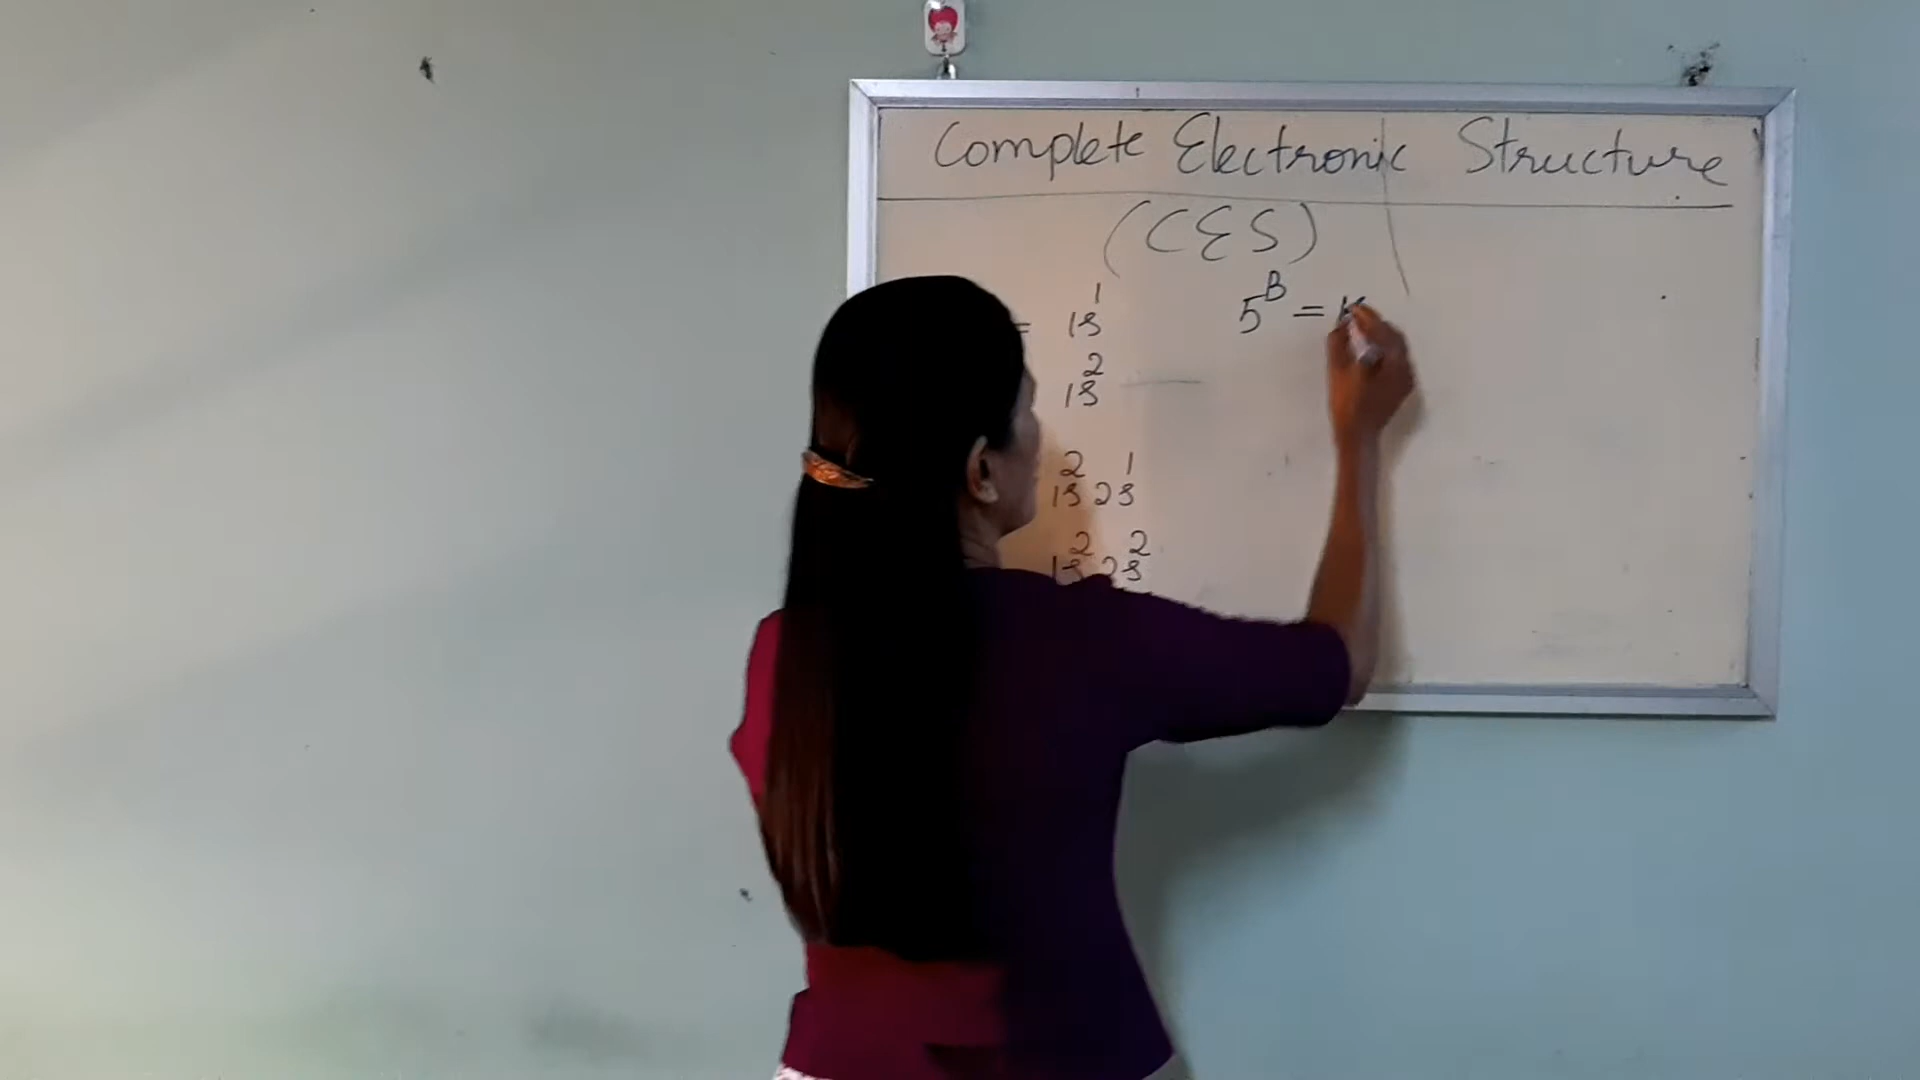 Complete Electronic Structure
(CES)
= 1s¹
1s²
1s² 2s¹
1s² 2s²
5ᴮ =